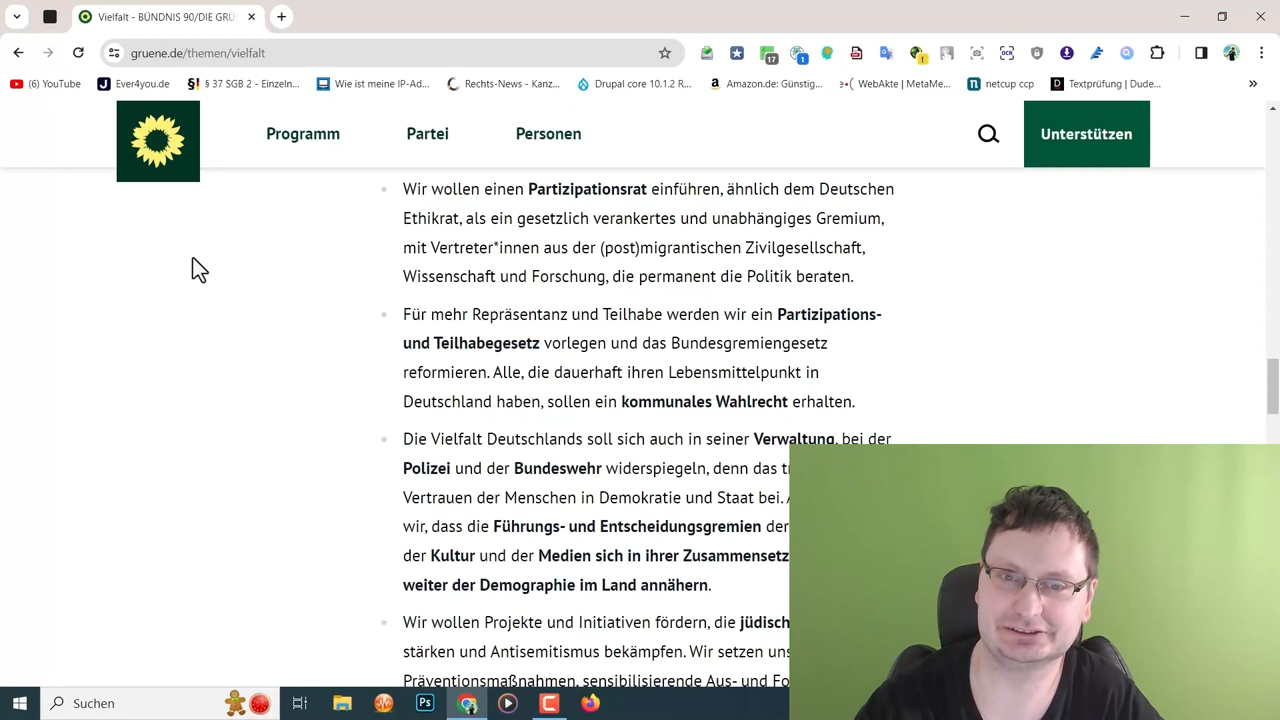 Vielfalt - BÜNDNIS 90/DIE GRÜ
gruene.de/themen/vielfalt
17
1
(6) YouTube
Ever4you.de
§ 37 SGB 2 - Einzeln...
Wie ist meine IP-Ad...
Rechts-News - Kanz...
Drupal core 10.1.2 R...
Amazon.de: Günstig...
WebAkte | MetaMe...
netcup ccp
Textprüfung | Dude...
Programm
Partei
Personen
Unterstützen
Wir wollen einen Partizipationsrat einführen, ähnlich dem Deutschen
Ethikrat, als ein gesetzlich verankertes und unabhängiges Gremium,
mit Vertreter*innen aus der (post)migrantischen Zivilgesellschaft,
Wissenschaft und Forschung, die permanent die Politik beraten.
Für mehr Repräsentanz und Teilhabe werden wir ein Partizipations-
und Teilhabegesetz vorlegen und das Bundesgremiengesetz
reformieren. Alle, die dauerhaft ihren Lebensmittelpunkt in
Deutschland haben, sollen ein kommunales Wahlrecht erhalten.
Die Vielfalt Deutschlands soll sich auch in seiner Verwaltung, bei der
Polizei und der Bundeswehr widerspiegeln, denn das
Vertrauen der Menschen in Demokratie und Staat bei.
wir, dass die Führungs- und Entscheidungsgremien der
der Kultur und der Medien sich in ihrer Zusammensetz
weiter der Demographie im Land annähern.
Wir wollen Projekte und Initiativen fördern, die jüdisch
stärken und Antisemitismus bekämpfen. Wir setzen uns
Präventionsmaßnahmen, sensibilisierende Aus- und Fo
Suchen
Ps